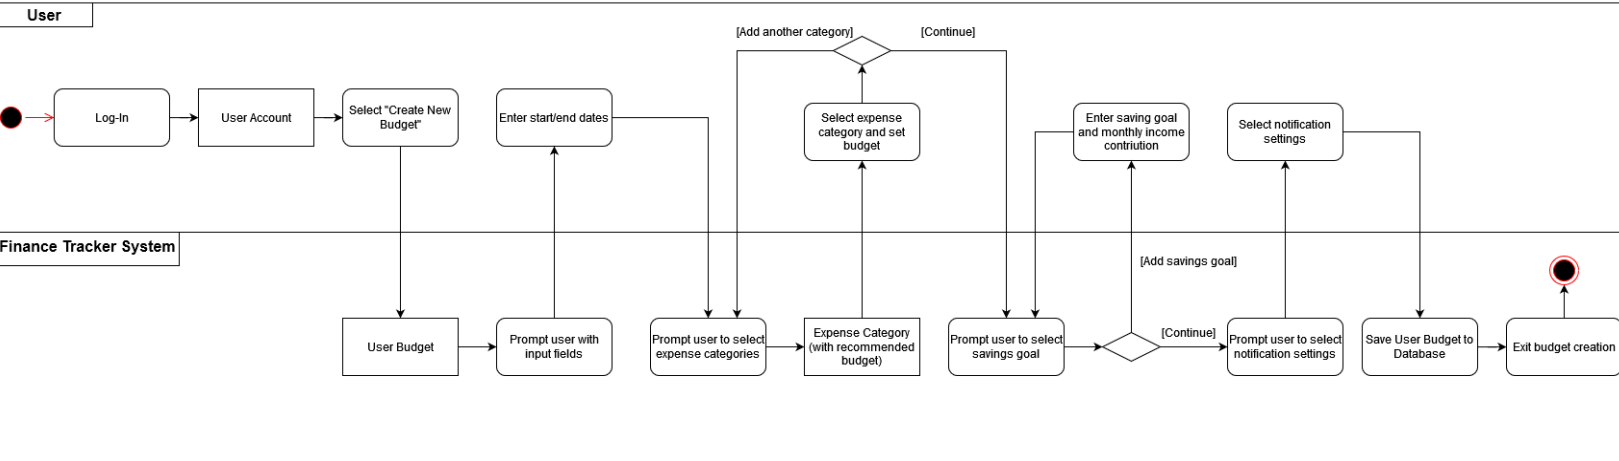 User
[Add another category]
[Continue]
Log-In
User Account
Select "Create New
Budget"
Enter start/end dates
Select expense
category and set
budget
Enter saving goal
and monthly income
contriution
Select notification
settings
Finance Tracker System
[Add savings goal]
User Budget
Prompt user with
input fields
Prompt user to select
expense categories
Expense Category
(with recommended
budget)
Prompt user to select
savings goal
[Continue]
Prompt user to select
notification settings
Save User Budget to
Database
Exit budget creation